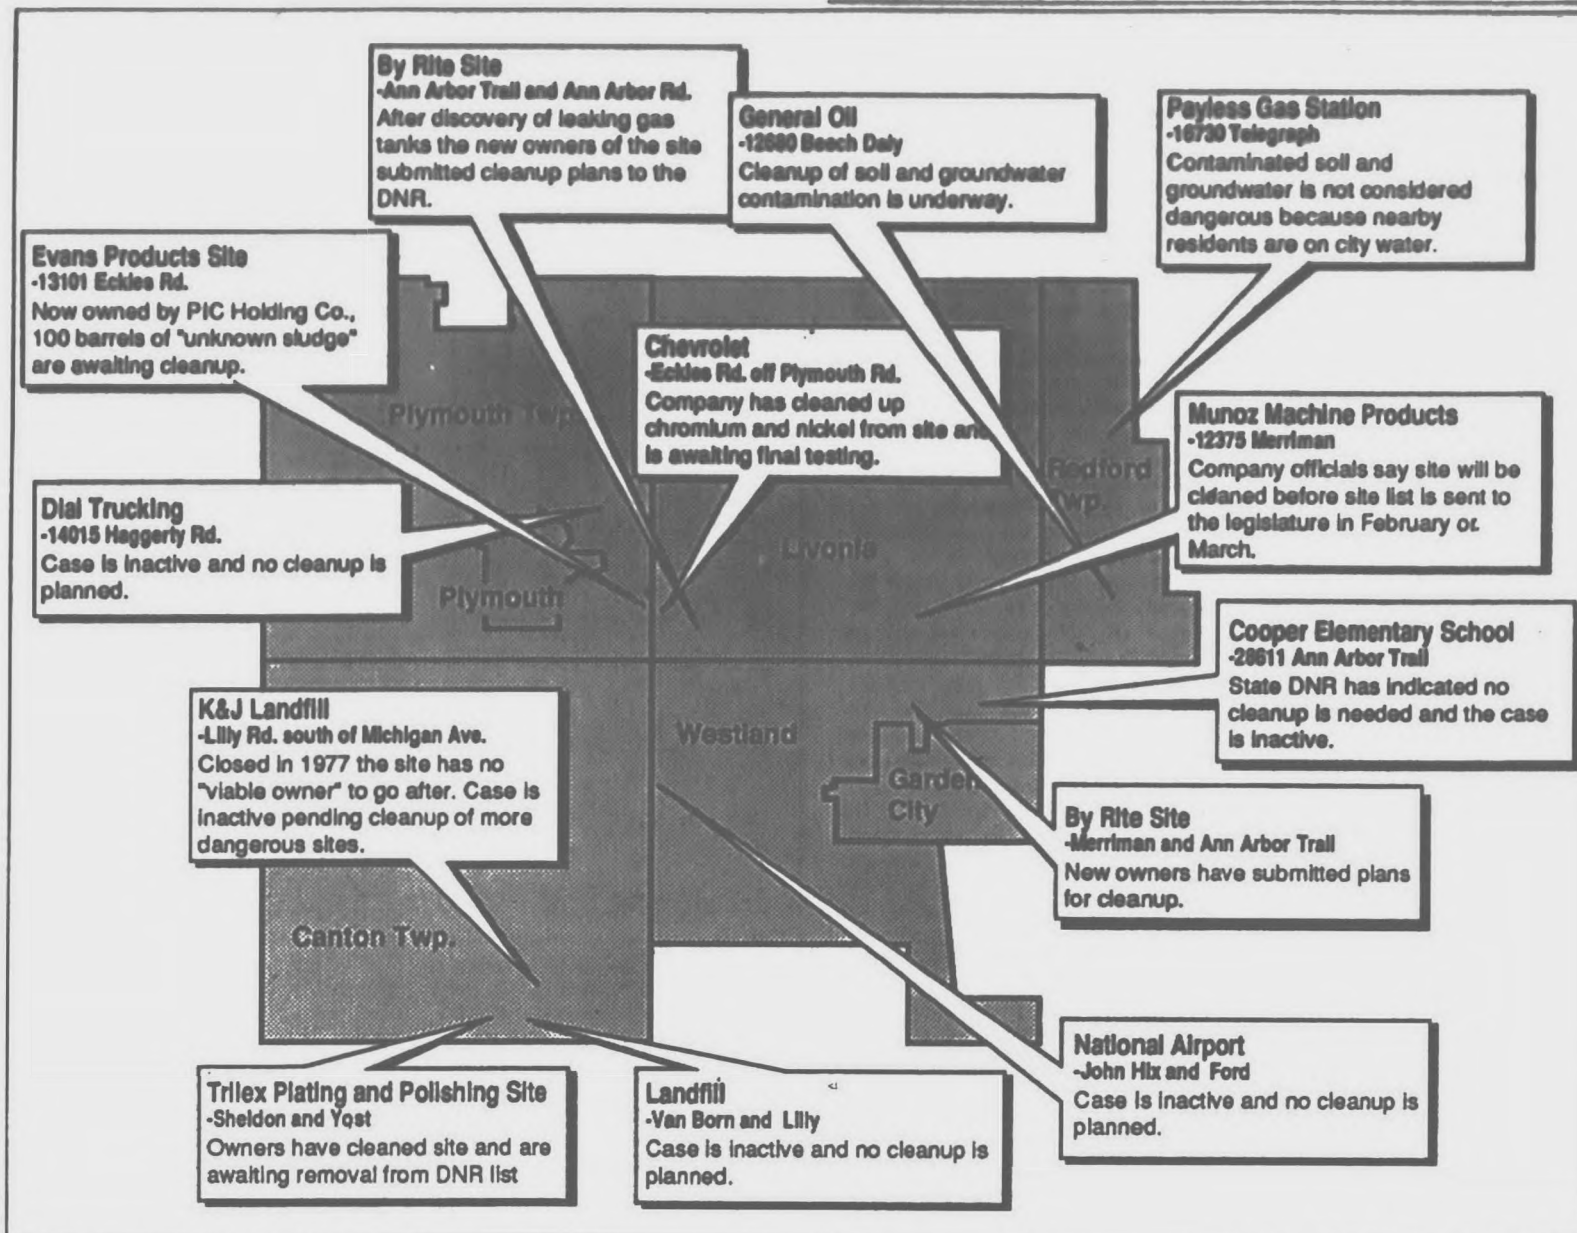 By Rite Site
-Ann Arbor Trail and Ann Arbor Rd.
After discovery of leaking gas
tanks the new owners of the site
submitted cleanup plans to the
DNR.
General Oil
-12680 Beech Daly
Cleanup of soil and groundwater
contamination is underway.
Payless Gas Station
-16730 Telegraph
Contaminated soil and
groundwater is not considered
dangerous because nearby
residents are on city water.
Evans Products Site
-13101 Eckles Rd.
Now owned by PIC Holding Co.,
100 barrels of "unknown sludge"
are awaiting cleanup.
Chevrolet
-Eckles Rd. off Plymouth Rd.
Company has cleaned up
chromium and nickel from site and
is awaiting final testing.
Plymouth Twp.
Munoz Machine Products
-12375 Merriman
Company officials say site will be
cleaned before site list is sent to
the legislature in February or
March.
Redford
Twp.
Dial Trucking
-14015 Haggerty Rd.
Case is inactive and no cleanup is
planned.
Livonia
Plymouth
Cooper Elementary School
-28611 Ann Arbor Trail
State DNR has indicated no
cleanup is needed and the case
is inactive.
K&J Landfill
-Lilly Rd. south of Michigan Ave.
Closed in 1977 the site has no
"viable owner" to go after. Case is
inactive pending cleanup of more
dangerous sites.
Westland
Garden
City
By Rite Site
-Merriman and Ann Arbor Trail
New owners have submitted plans
for cleanup.
Canton Twp.
National Airport
-John Hix and Ford
Case is inactive and no cleanup is
planned.
Trilex Plating and Polishing Site
-Sheldon and Yost
Owners have cleaned site and are
awaiting removal from DNR list
Landfill
-Van Born and Lilly
Case is inactive and no cleanup is
planned.